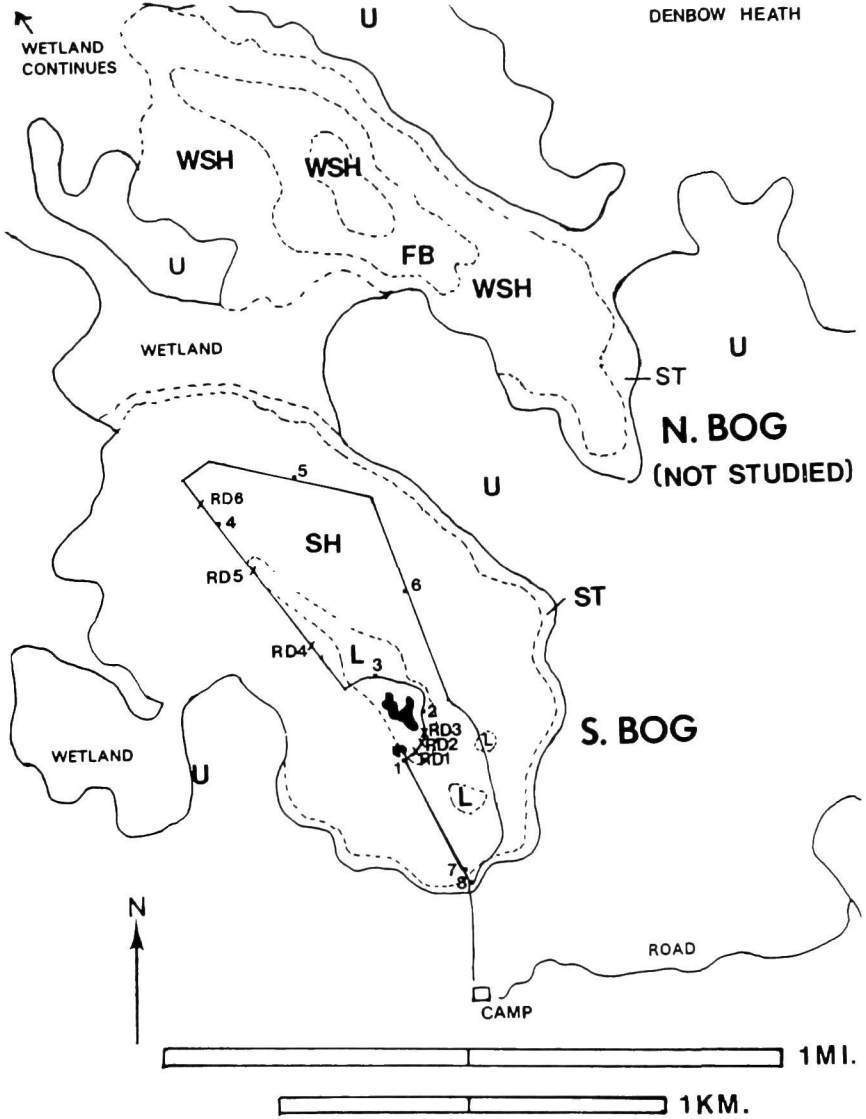 U
DENBOW HEATH
WETLAND
CONTINUES
WSH
WSH
U
FB
WSH
WETLAND
U
ST
N. BOG
(NOT STUDIED)
U
5
RD6
4
SH
RD5
6
ST
RD4
L
3
2
RD3
RD2
RD1
1
L
S. BOG
WETLAND
U
L
7
8
N
ROAD
CAMP
1MI.
1KM.